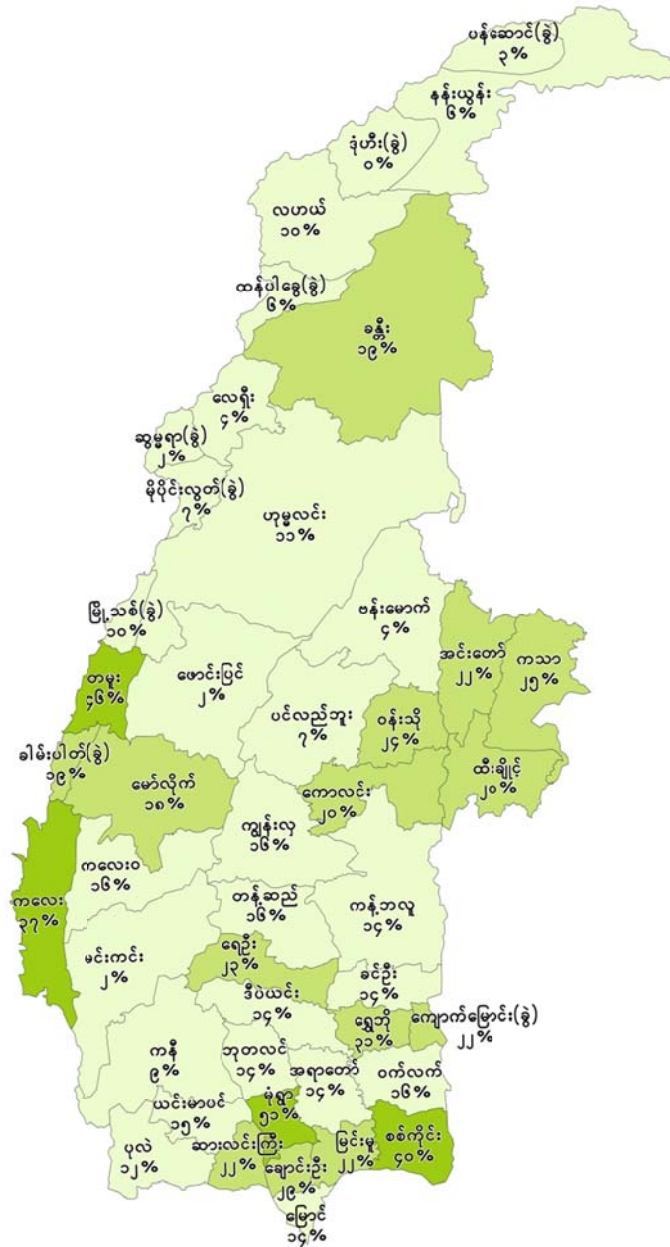 ပန်ဆောင်(ခွဲ)
၃%
နန်းယွန်း
၆%
ဒုံဟီး(ခွဲ)
၀%
လဟယ်
၁၀%
ထန်ပါခွေ(ခွဲ)
၆%
ခန္တီး
၁၉%
လေရှီး
၄%
ဆွမ္မရာ(ခွဲ)
၂%
မိုပိုင်းလွတ်(ခွဲ)
၇%
ဟုမ္မလင်း
၁၁%
မြို့သစ်(ခွဲ)
၁၀%
ဗန်းမောက်
၄%
အင်းတော်
၂၂%
ကသာ
၂၅%
တမူး
၄၆%
ဖောင်းပြင်
၂%
ပင်လည်ဘူး
၇%
ဝန်းသို
၂၄%
ခါမ်းပါတ်(ခွဲ)
၁၉%
မော်လိုက်
၁၈%
ကောလင်း
၂၀%
ထီးချိုင့်
၂၀%
ကျွန်းလှ
၁၆%
ကလေးဝ
၁၆%
ကလေး
၃၇%
တန့်ဆည်
၁၆%
ကန့်ဘလူ
၁၄%
မင်းကင်း
၂%
ရေဦး
၂၃%
ခင်ဦး
၁၄%
ဒီပဲယင်း
၁၄%
ရွှေဘို
၃၁%
ကျောက်မြောင်း(ခွဲ)
၂၂%
ကနီ
၉%
ဘုတလင်
၁၄%
အရာတော်
၁၄%
ဝက်လက်
၁၆%
ယင်းမာပင်
၁၅%
မုံရွာ
၅၁%
ပုလဲ
၁၂%
ဆားလင်းကြီး
၂၂%
ချောင်းဦး
၂၉%
မြင်းမူ
၂၂%
စစ်ကိုင်း
၄၀%
မြောင်
၁၄%